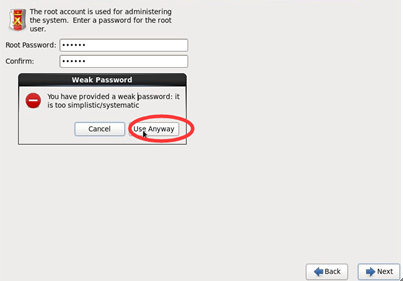 The root account is used for administering
the system. Enter a password for the root
user.
Root Password: ••••••
Confirm: ••••••
Weak Password
You have provided a weak password: it
is too simplistic/systematic
Cancel Use Anyway
Back Next